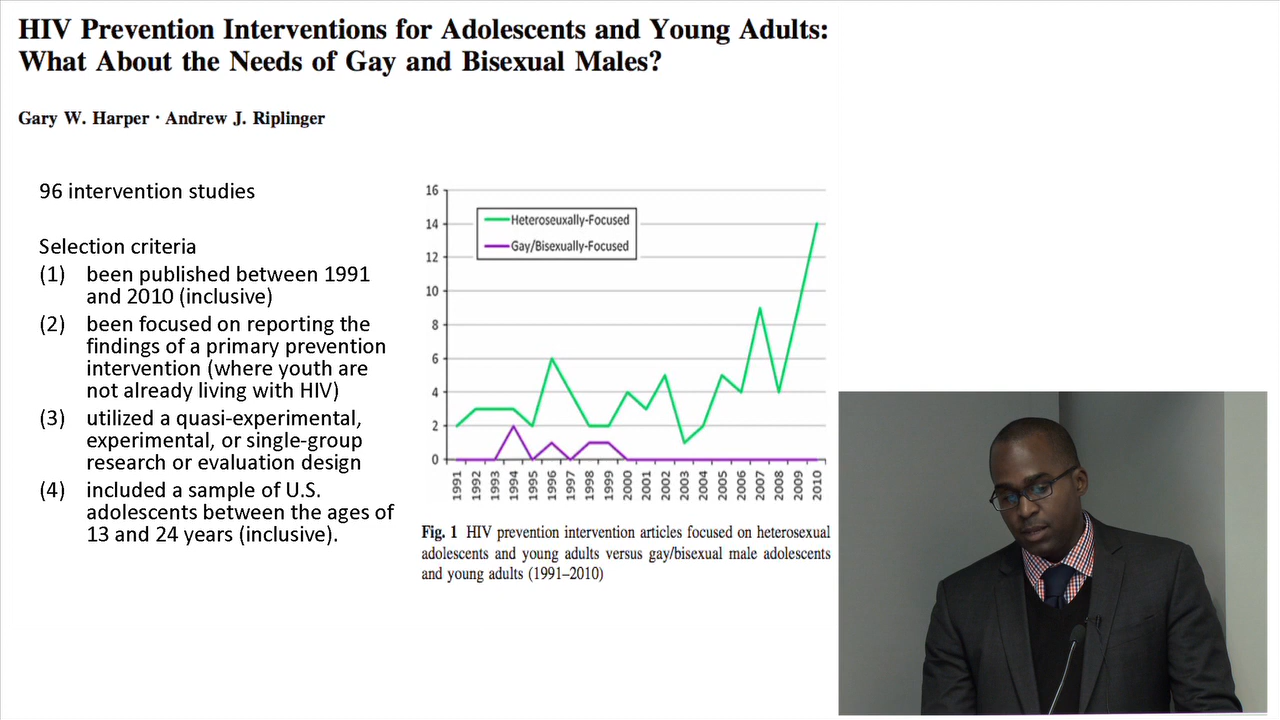 HIV Prevention Interventions for Adolescents and Young Adults:
What About the Needs of Gay and Bisexual Males?
Gary W. Harper · Andrew J. Riplinger
96 intervention studies
Selection criteria
(1) been published between 1991
and 2010 (inclusive)
(2) been focused on reporting the
findings of a primary prevention
intervention (where youth are
not already living with HIV)
(3) utilized a quasi-experimental,
experimental, or single-group
research or evaluation design
(4) included a sample of U.S.
adolescents between the ages of
13 and 24 years (inclusive).
16
14
12
10
8
6
4
2
0
Heteroseuxally-Focused
Gay/Bisexually-Focused
1991 1992 1993 1994 1995 1996 1997 1998 1999 2000 2001 2002 2003 2004 2005 2006 2007 2008 2009 2010
Fig. 1 HIV prevention intervention articles focused on heterosexual
adolescents and young adults versus gay/bisexual male adolescents
and young adults (1991–2010)